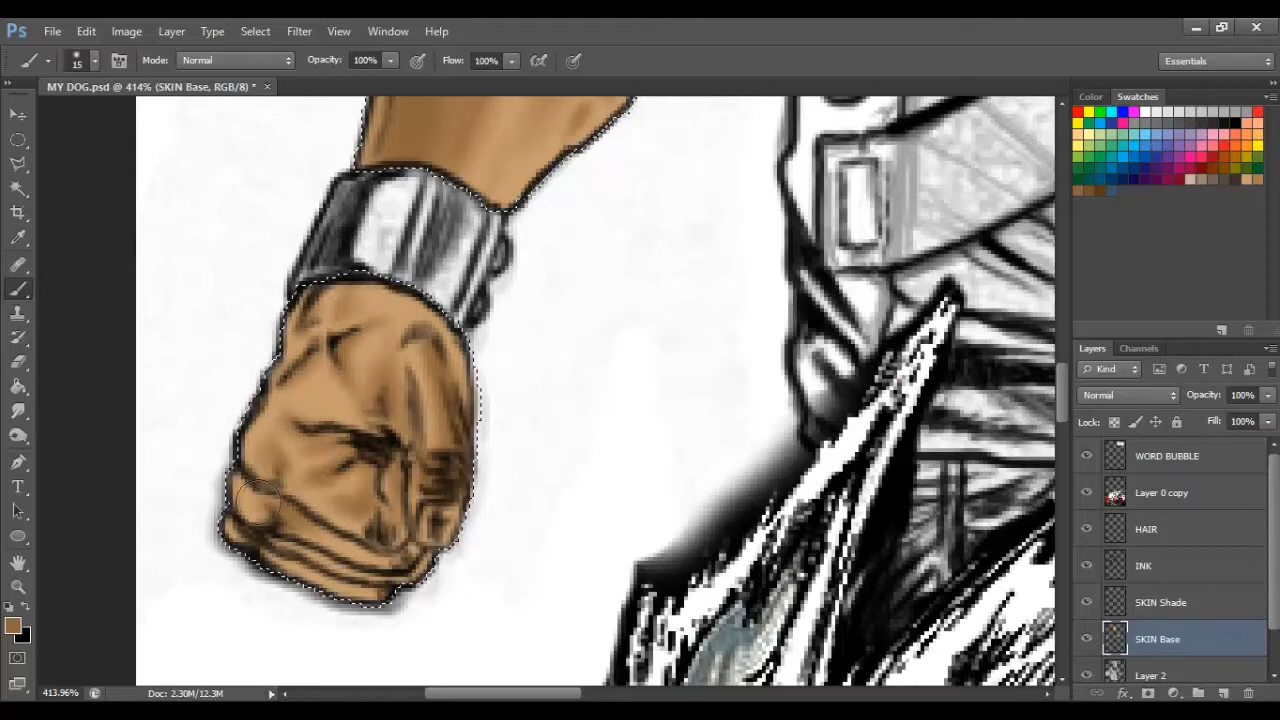 Ps File Edit Image Layer Type Select Filter View Window Help
15 Mode: Normal Opacity: 100% Flow: 100% Essentials
MY DOG.psd @ 414% (SKIN Base, RGB/8) * ×
Color Swatches
Layers Channels
Kind
Normal Opacity: 100%
Lock: Fill: 100%
WORD BUBBLE
Layer 0 copy
HAIR
INK
SKIN Shade
SKIN Base
Layer 2
413.96% Doc: 2.30M/12.3M